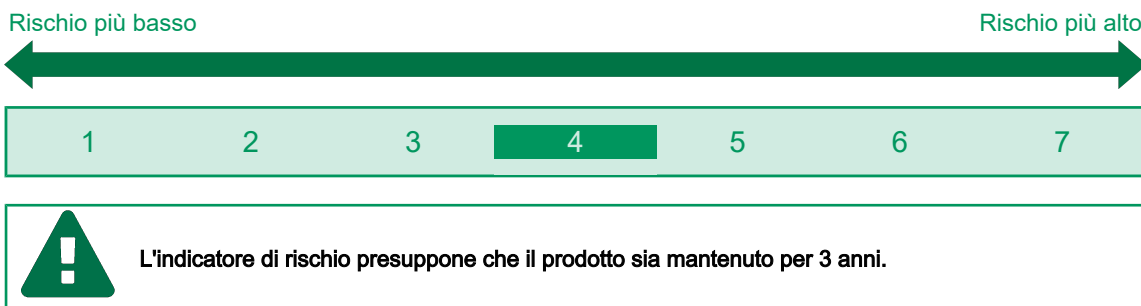 Rischio più basso Rischio più alto
1 2 3 4 5 6 7
L'indicatore di rischio presuppone che il prodotto sia mantenuto per 3 anni.